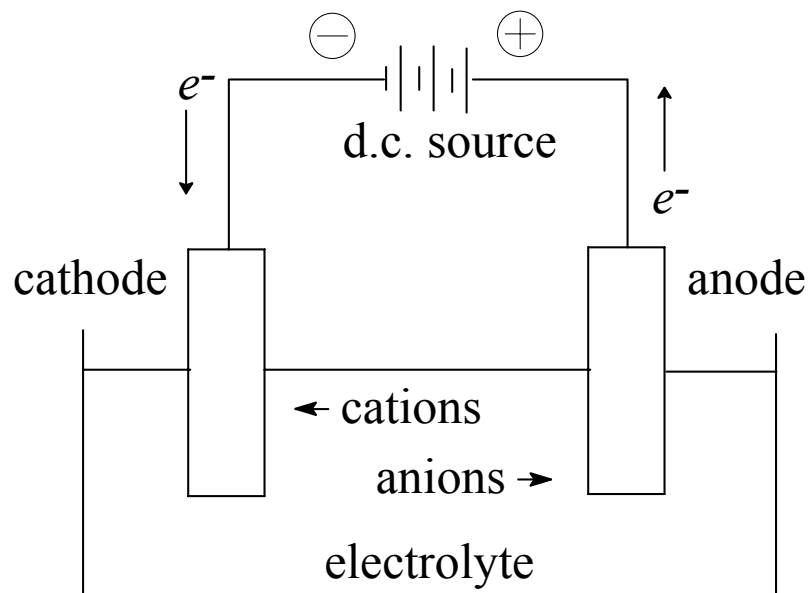 − +
e-
d.c. source
e-
cathode anode
cations
anions
electrolyte